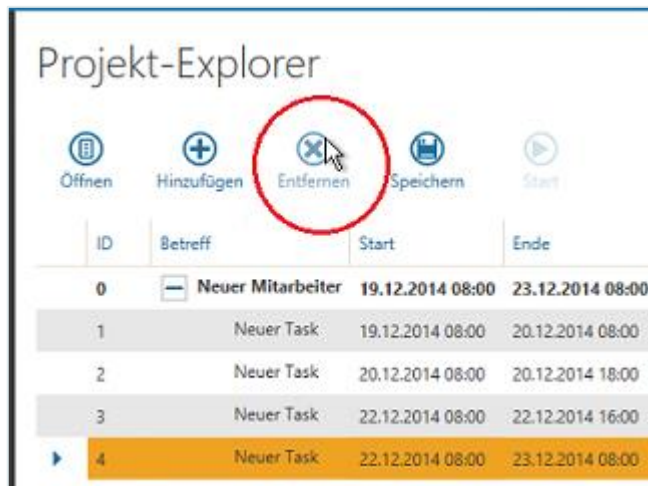 Projekt-Explorer
Öffnen Hinzufügen Entfernen Speichern Start
ID Betreff Start Ende
0 Neuer Mitarbeiter 19.12.2014 08:00 23.12.2014 08:00
1 Neuer Task 19.12.2014 08:00 20.12.2014 08:00
2 Neuer Task 20.12.2014 08:00 20.12.2014 18:00
3 Neuer Task 22.12.2014 08:00 22.12.2014 16:00
4 Neuer Task 22.12.2014 08:00 23.12.2014 08:00